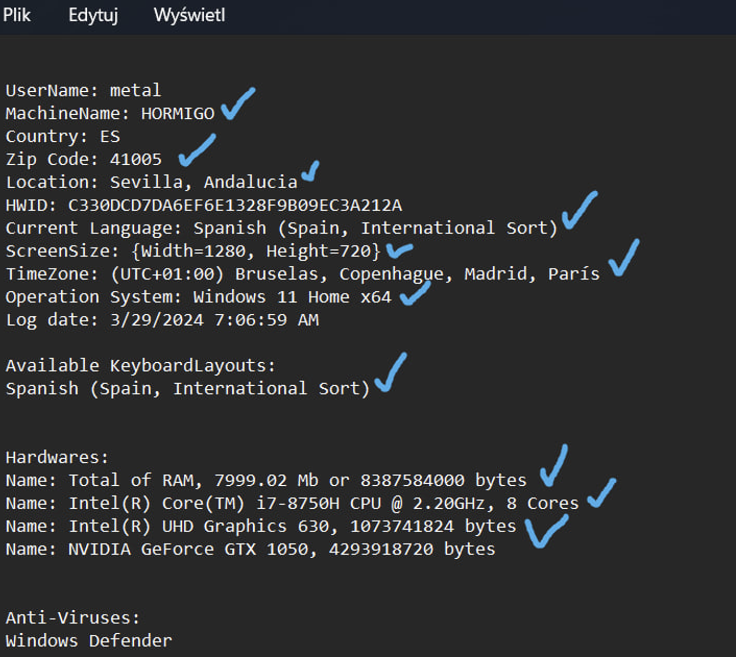 Plik Edytuj Wyświetl
UserName: metal
MachineName: HORMIGO
Country: ES
Zip Code: 41005
Location: Sevilla, Andalucia
HWID: C330DCD7DA6EF6E1328F9B09EC3A212A
Current Language: Spanish (Spain, International Sort)
ScreenSize: {Width=1280, Height=720}
TimeZone: (UTC+01:00) Bruselas, Copenhague, Madrid, París
Operation System: Windows 11 Home x64
Log date: 3/29/2024 7:06:59 AM
Available KeyboardLayouts:
Spanish (Spain, International Sort)
Hardwares:
Name: Total of RAM, 7999.02 Mb or 8387584000 bytes
Name: Intel(R) Core(TM) i7-8750H CPU @ 2.20GHz, 8 Cores
Name: Intel(R) UHD Graphics 630, 1073741824 bytes
Name: NVIDIA GeForce GTX 1050, 4293918720 bytes
Anti-Viruses:
Windows Defender